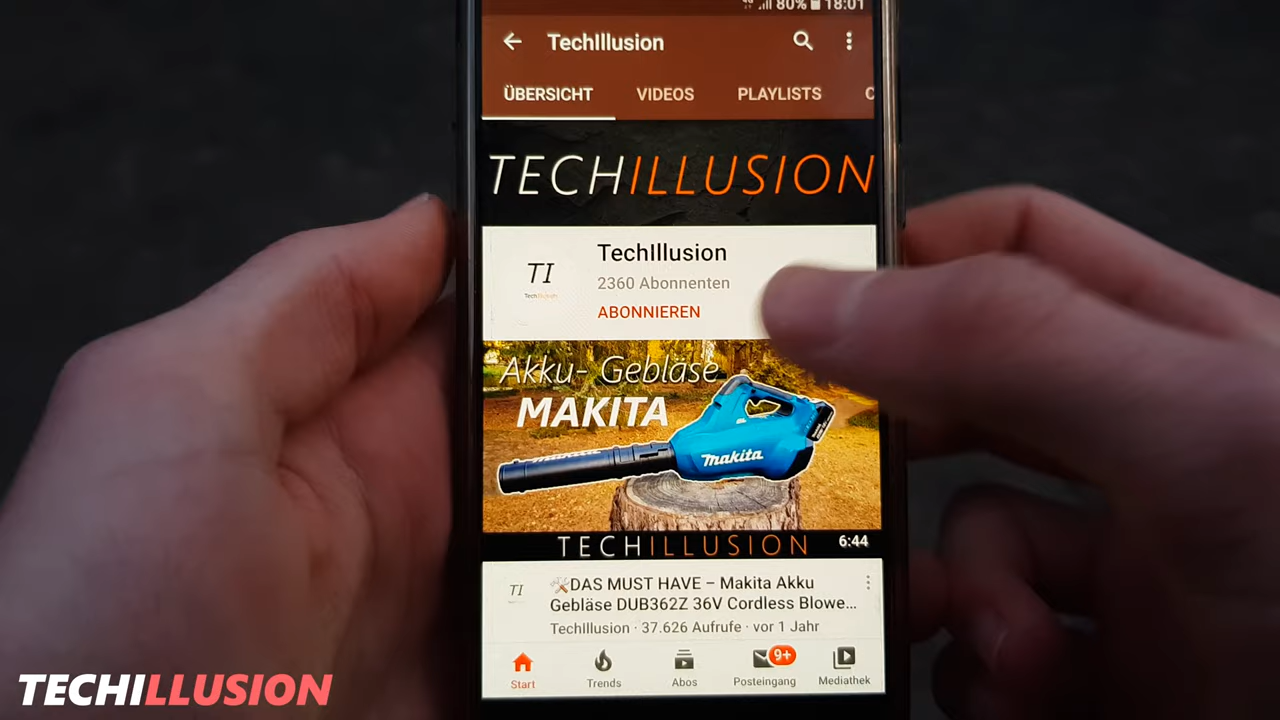 80% 18:01
TechIllusion
ÜBERSICHT VIDEOS PLAYLISTS
TECHILLUSION
TI
TechIllusion
2360 Abonnenten
ABONNIEREN
Akku- Gebläse
MAKITA
makita
TECHILLUSION 6:44
TI
DAS MUST HAVE – Makita Akku
Gebläse DUB362Z 36V Cordless Blowe...
TechIllusion · 37.626 Aufrufe · vor 1 Jahr
9+
Start Trends Abos Posteingang Mediathek
TECHILLUSION